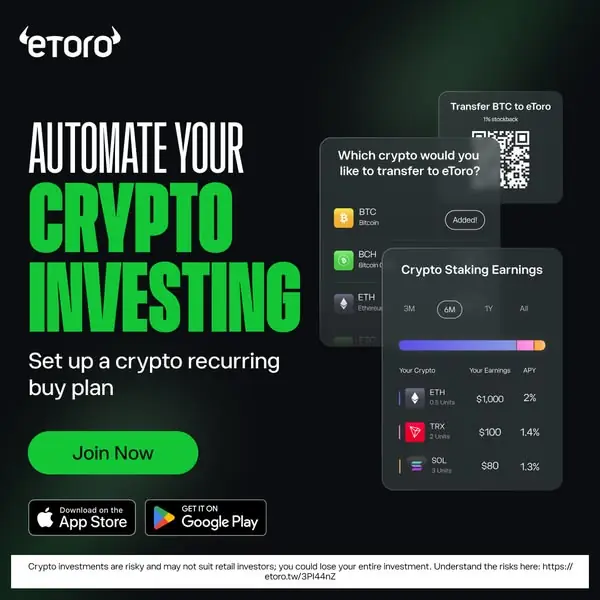 eToro
AUTOMATE YOUR
CRYPTO
INVESTING
Set up a crypto recurring
buy plan
Join Now
Download on the
App Store
GET IT ON
Google Play
Transfer BTC to eToro
1% stockback
Which crypto would you
like to transfer to eToro?
BTC
Bitcoin
Added!
BCH
Bitcoin C
ETH
Ethereu
Crypto Staking Earnings
3M 6M 1Y All
Your Crypto Your Earnings APY
ETH
0.5 Units
$1,000 2%
TRX
2 Units
$100 1.4%
SOL
3 Units
$80 1.3%
Crypto investments are risky and may not suit retail investors; you could lose your entire investment. Understand the risks here: https://
etoro.tw/3PI44nZ